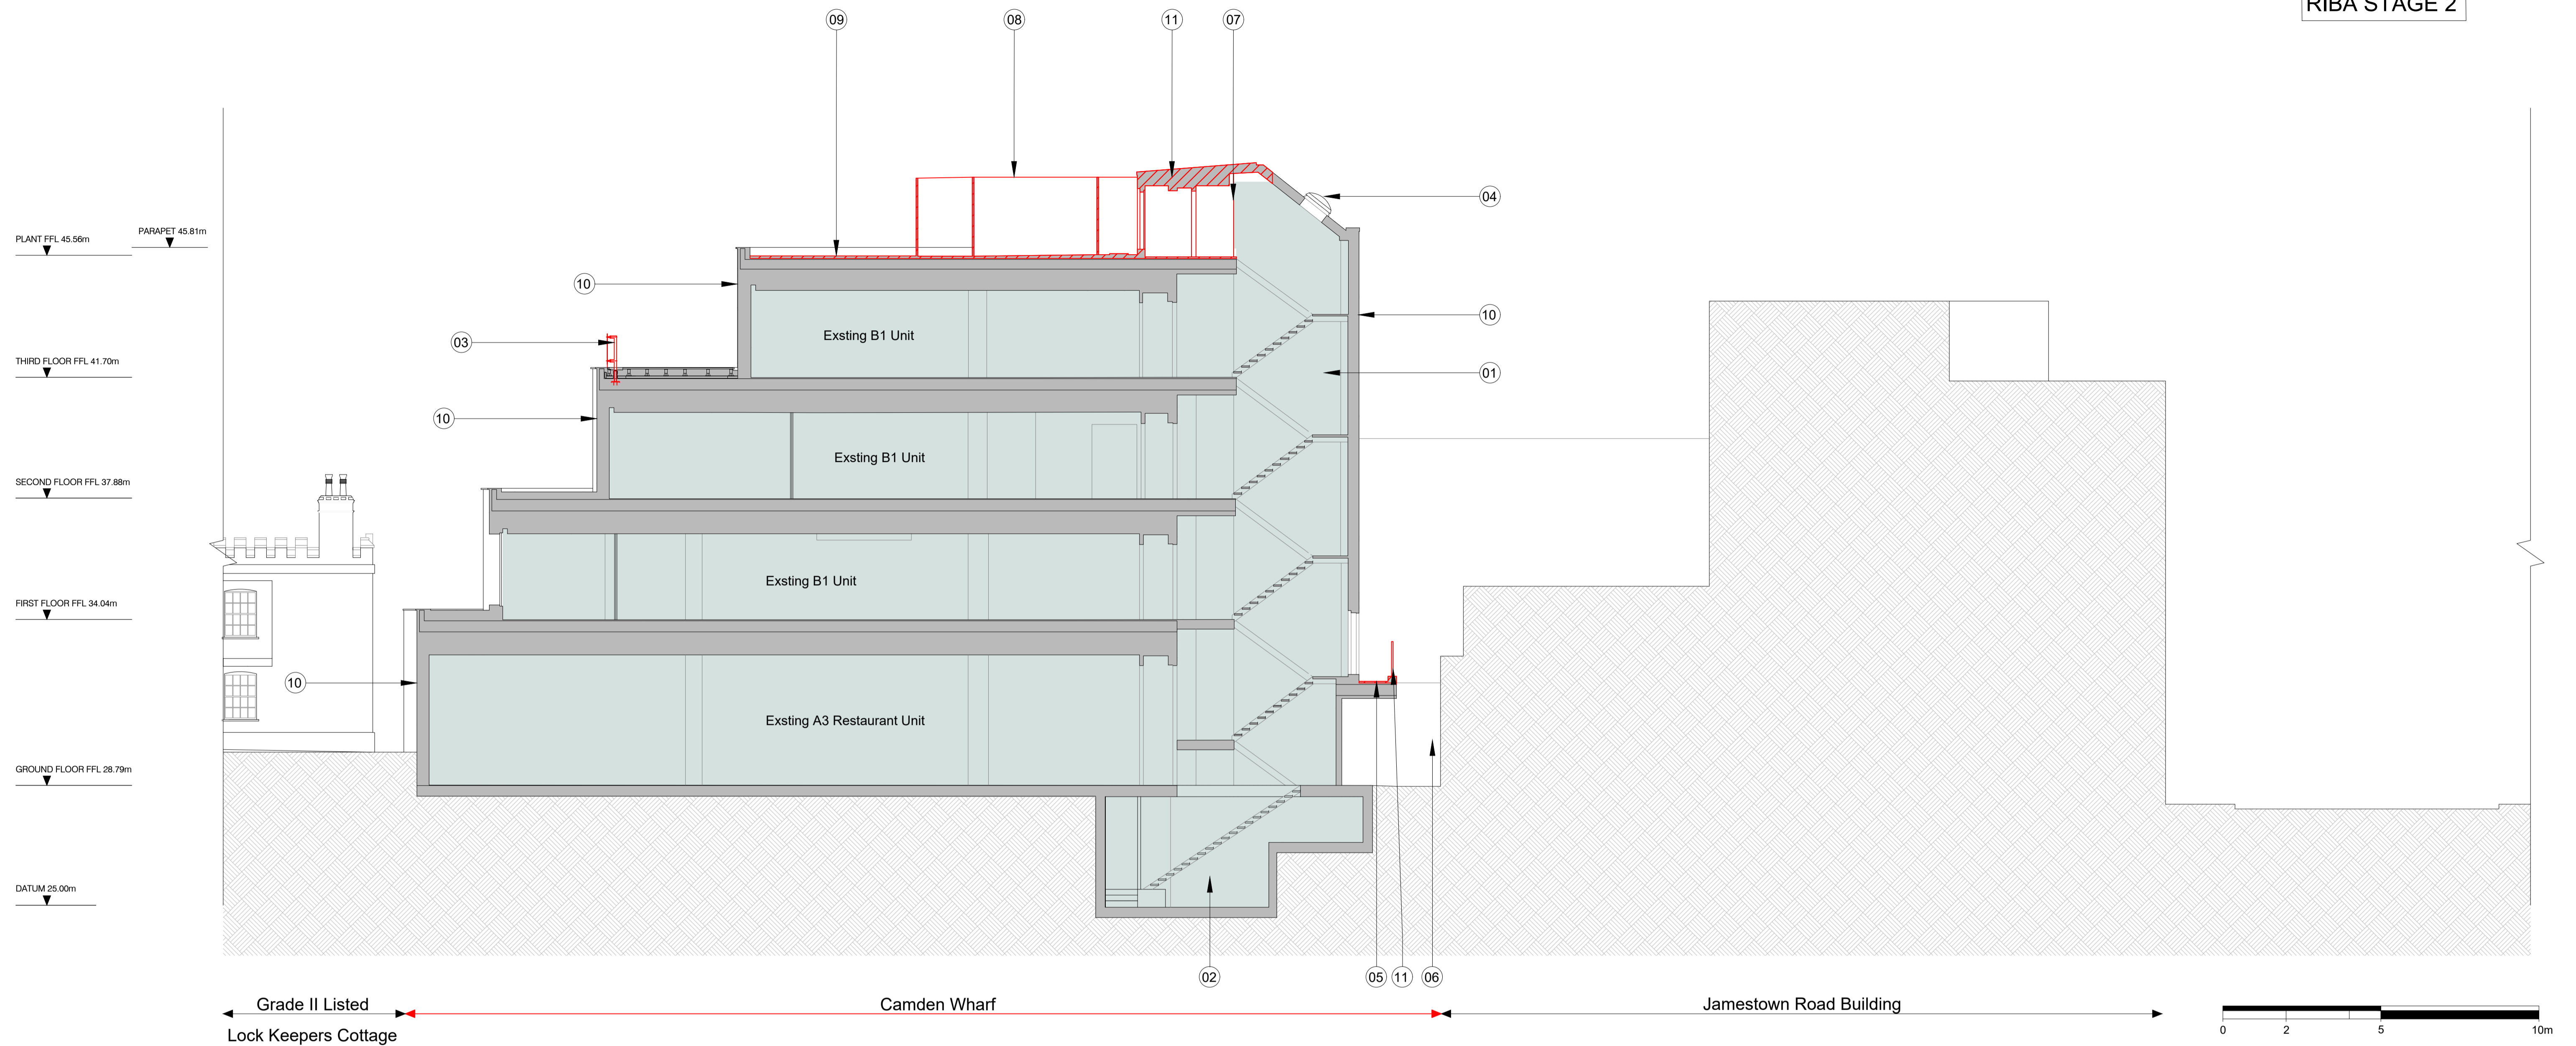 RIBA STAGE 2
09
08
11
07
04
PLANT FFL 45.56m
PARAPET 45.81m
10
10
Exsting B1 Unit
03
THIRD FLOOR FFL 41.70m
01
10
Exsting B1 Unit
SECOND FLOOR FFL 37.88m
Exsting B1 Unit
FIRST FLOOR FFL 34.04m
10
Exsting A3 Restaurant Unit
GROUND FLOOR FFL 28.79m
DATUM 25.00m
02
05
11
06
Grade II Listed
Lock Keepers Cottage
Camden Wharf
Jamestown Road Building
0 2 5 10m